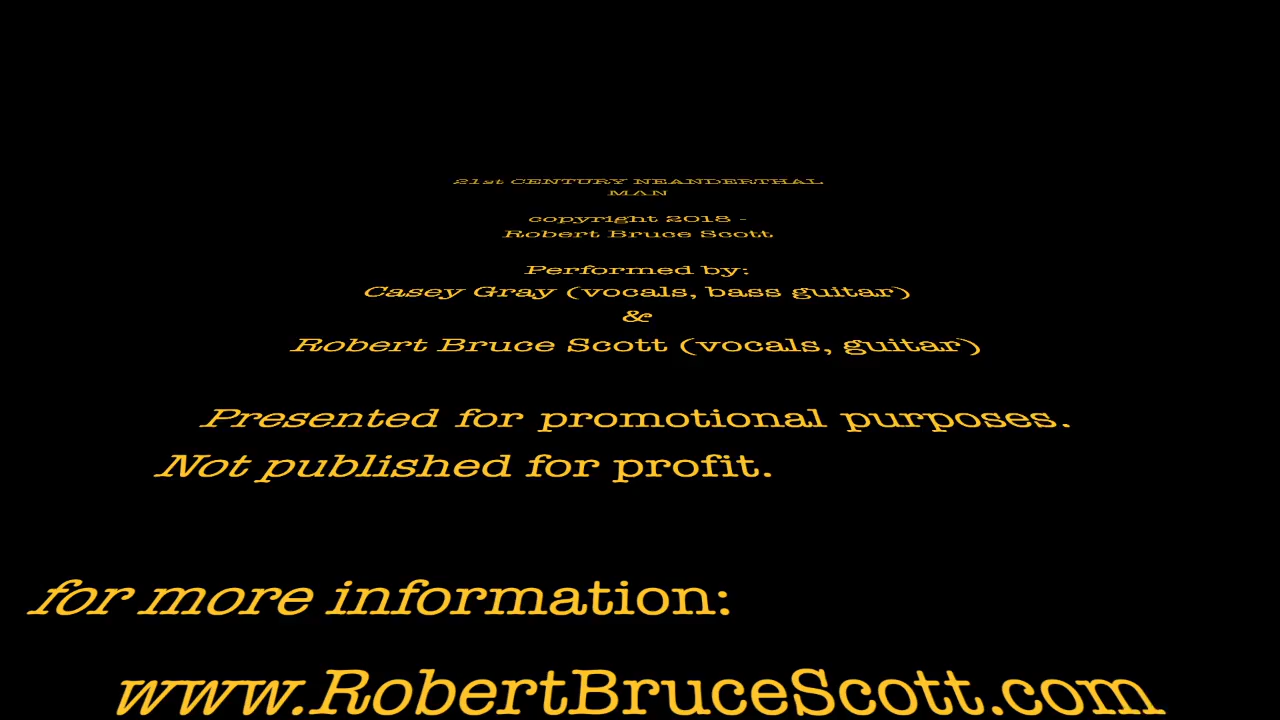 21st CENTURY NEANDERTHAL
MAN
copyright 2018 -
Robert Bruce Scott
Performed by:
Casey Gray (vocals, bass guitar)
&
Robert Bruce Scott (vocals, guitar)
Presented for promotional purposes.
Not published for profit.
for more information:
www.RobertBruceScott.com